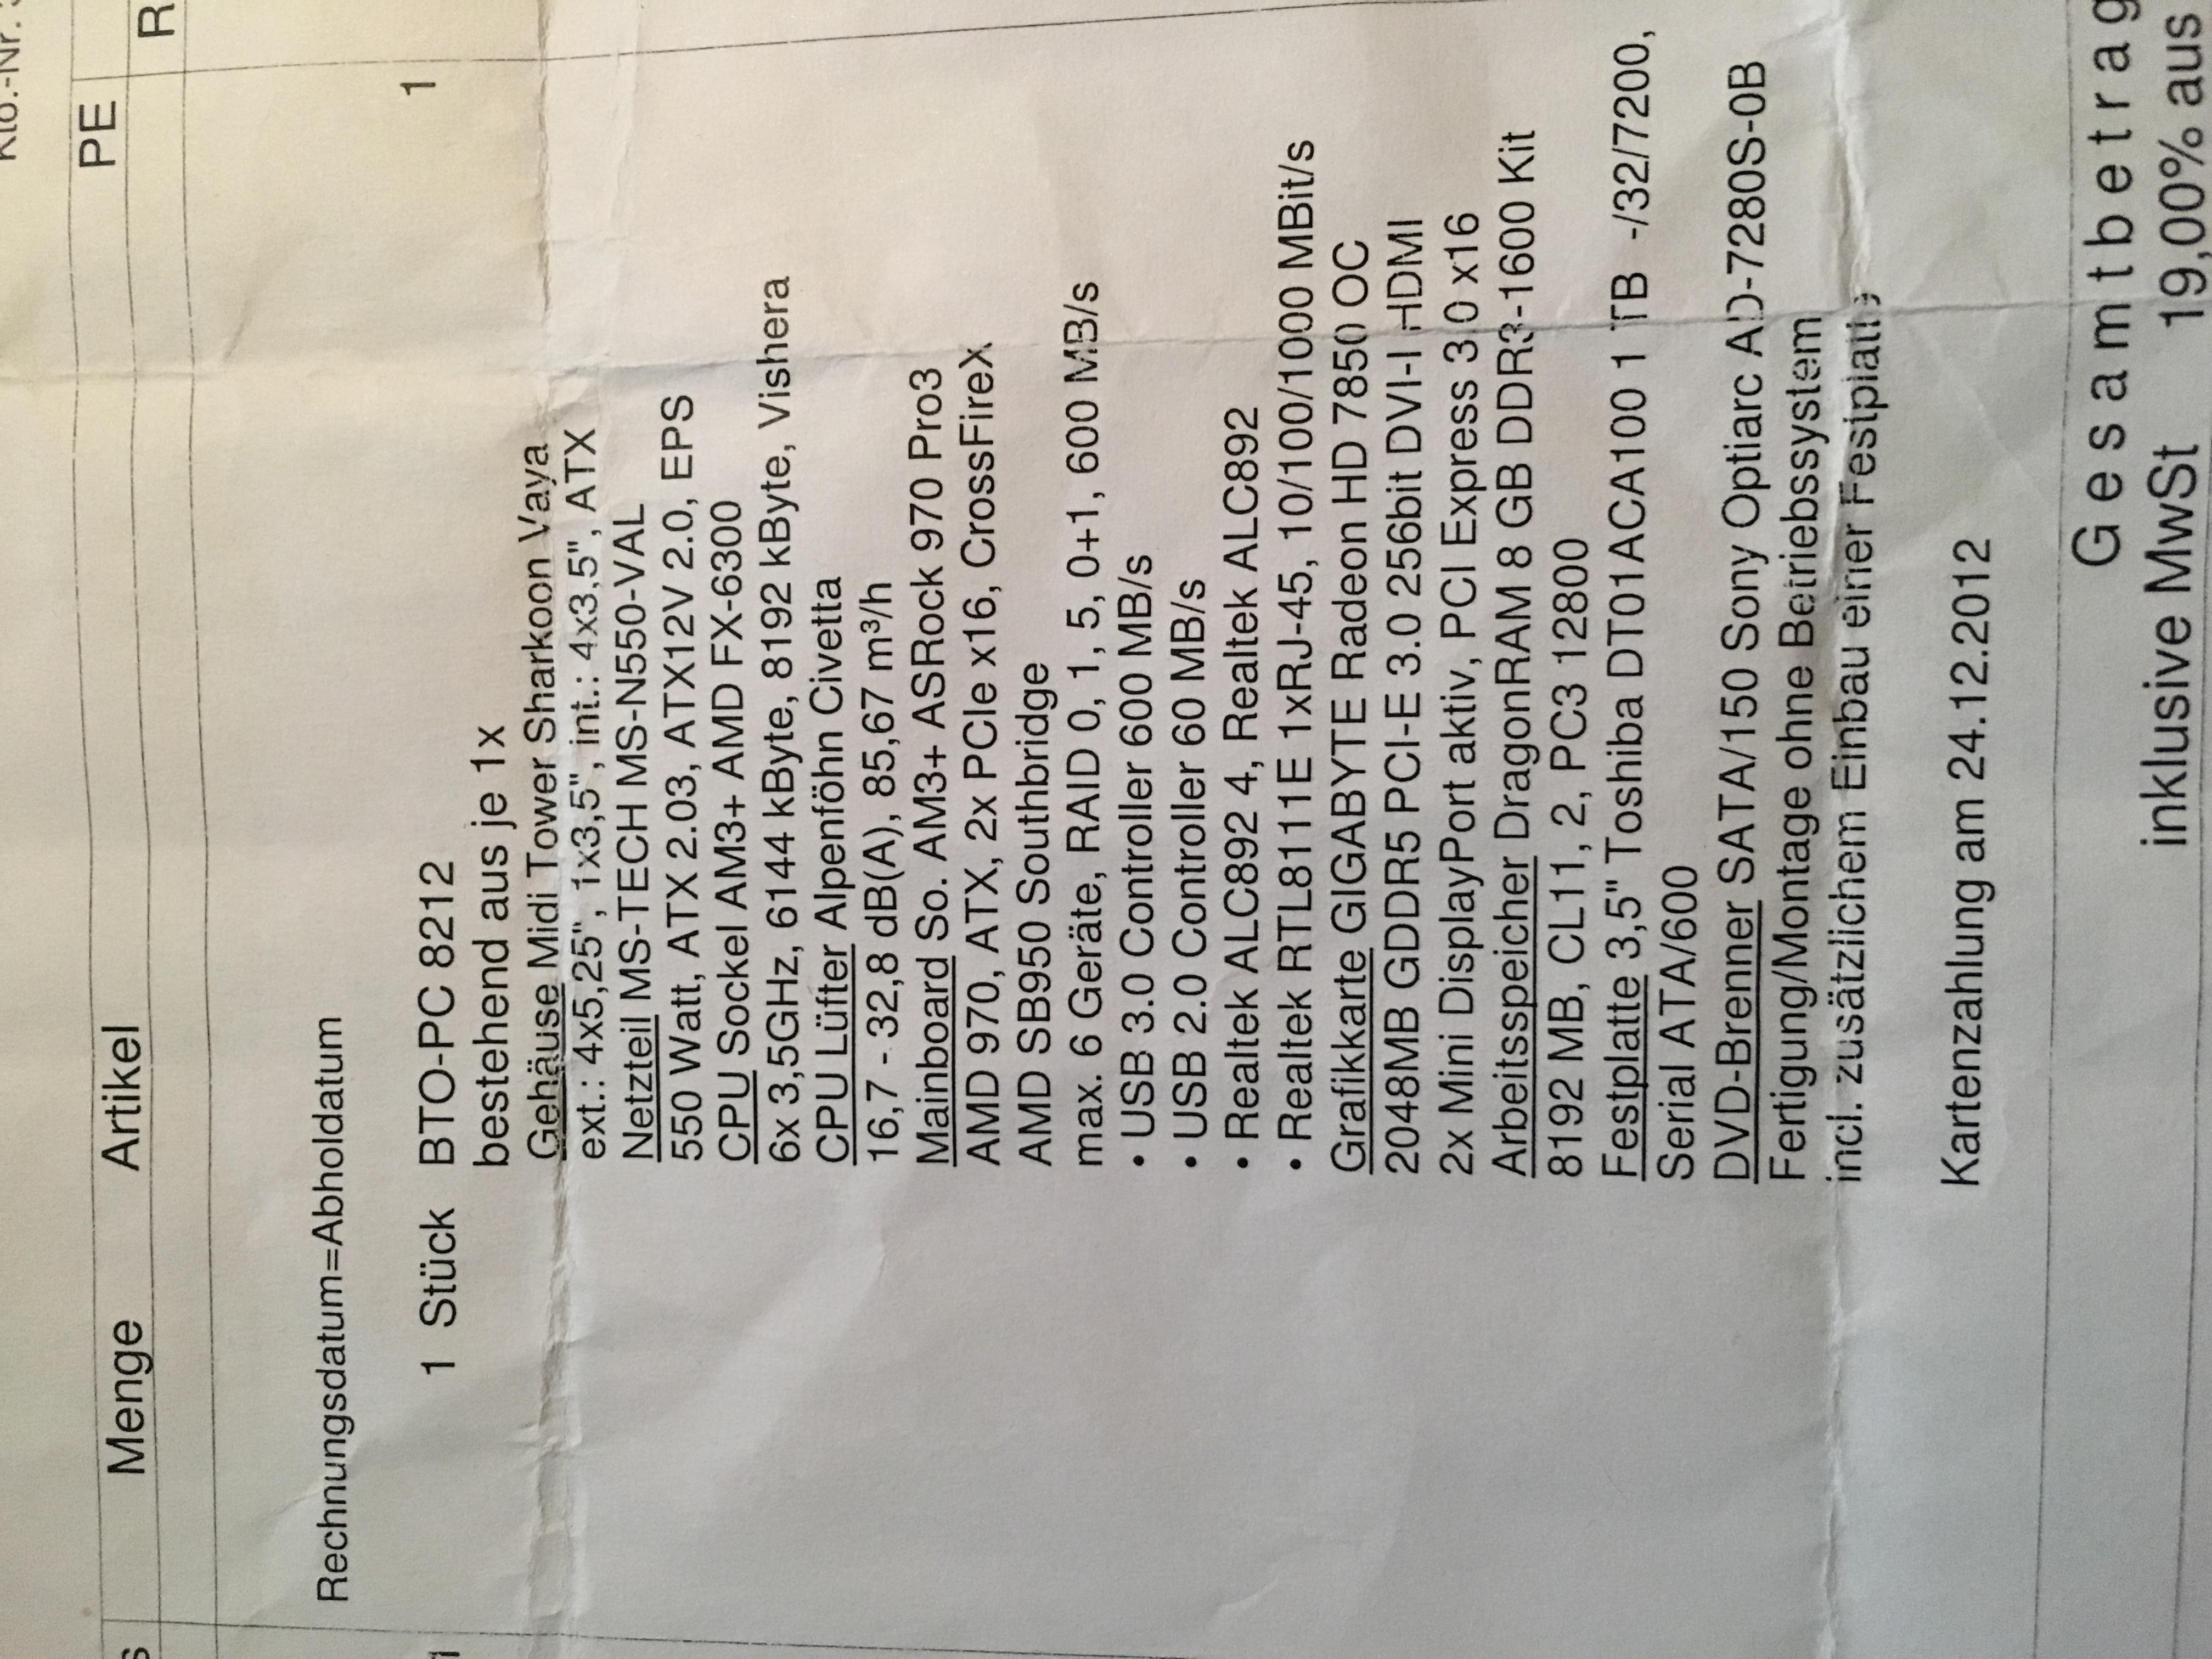 Kto.-Nr.
Menge Artikel PE R
Rechnungsdatum=Abholdatum
1 Stück BTO-PC 8212 1
bestehend aus je 1x
Gehäuse Midi Tower Sharkoon Vaya
ext.: 4x5,25", 1x3,5", int.: 4x3,5", ATX
Netzteil MS-TECH MS-N550-VAL
550 Watt, ATX 2.03, ATX12V 2.0, EPS
CPU Sockel AM3+ AMD FX-6300
6x 3,5GHz, 6144 kByte, 8192 kByte, Vishera
CPU Lüfter Alpenföhn Civetta
16,7 - 32,8 dB(A), 85,67 m³/h
Mainboard So. AM3+ ASRock 970 Pro3
AMD 970, ATX, 2x PCIe x16, CrossFireX
AMD SB950 Southbridge
max. 6 Geräte, RAID 0, 1, 5, 0+1, 600 MB/s
• USB 3.0 Controller 600 MB/s
• USB 2.0 Controller 60 MB/s
• Realtek ALC892 4, Realtek ALC892
• Realtek RTL8111E 1xRJ-45, 10/100/1000 MBit/s
Grafikkarte GIGABYTE Radeon HD 7850 OC
2048MB GDDR5 PCI-E 3.0 256bit DVI-I HDMI
2x Mini DisplayPort aktiv, PCI Express 3.0 x16
Arbeitsspeicher DragonRAM 8 GB DDR3-1600 Kit
8192 MB, CL11, 2, PC3 12800
Festplatte 3,5" Toshiba DT01ACA100 1 TB -/32/7200,
Serial ATA/600
DVD-Brenner SATA/150 Sony Optiarc AD-7280S-0B
Fertigung/Montage ohne Betriebssystem
incl. zusätzlichem Einbau einer Festplatte
Kartenzahlung am 24.12.2012
Gesamtbetrag
inklusive MwSt 19,00% aus